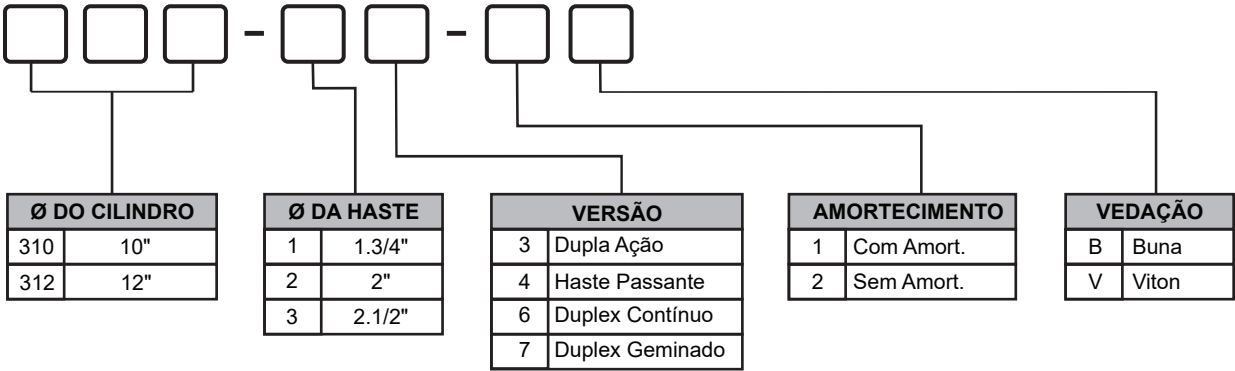 - -
Ø DO CILINDRO
310 10"
312 12"
Ø DA HASTE
1 1.3/4"
2 2"
3 2.1/2"
VERSÃO
3 Dupla Ação
4 Haste Passante
6 Duplex Contínuo
7 Duplex Geminado
AMORTECIMENTO
1 Com Amort.
2 Sem Amort.
VEDAÇÃO
B Buna
V Viton